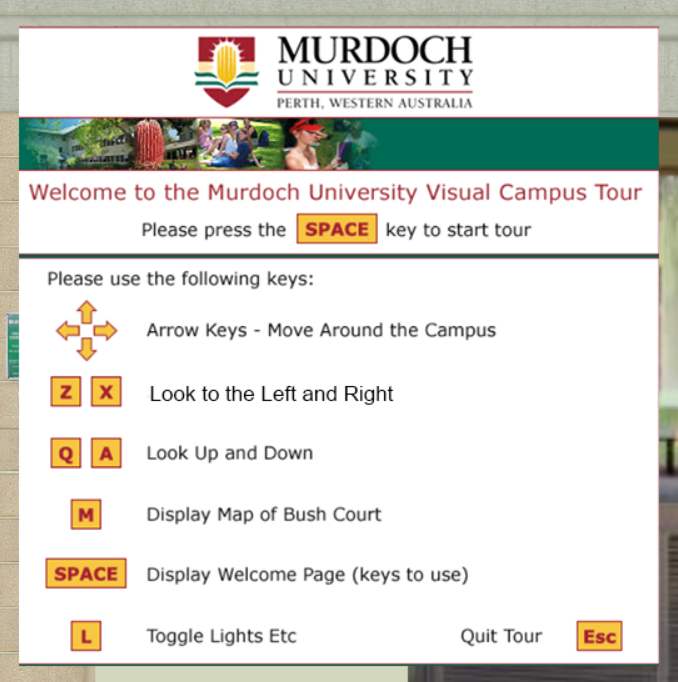 MURDOCH
UNIVERSITY
PERTH, WESTERN AUSTRALIA
Welcome to the Murdoch University Visual Campus Tour
Please press the SPACE key to start tour
Please use the following keys:
Arrow Keys - Move Around the Campus
Z X Look to the Left and Right
Q A Look Up and Down
M Display Map of Bush Court
SPACE Display Welcome Page (keys to use)
L Toggle Lights Etc Quit Tour Esc